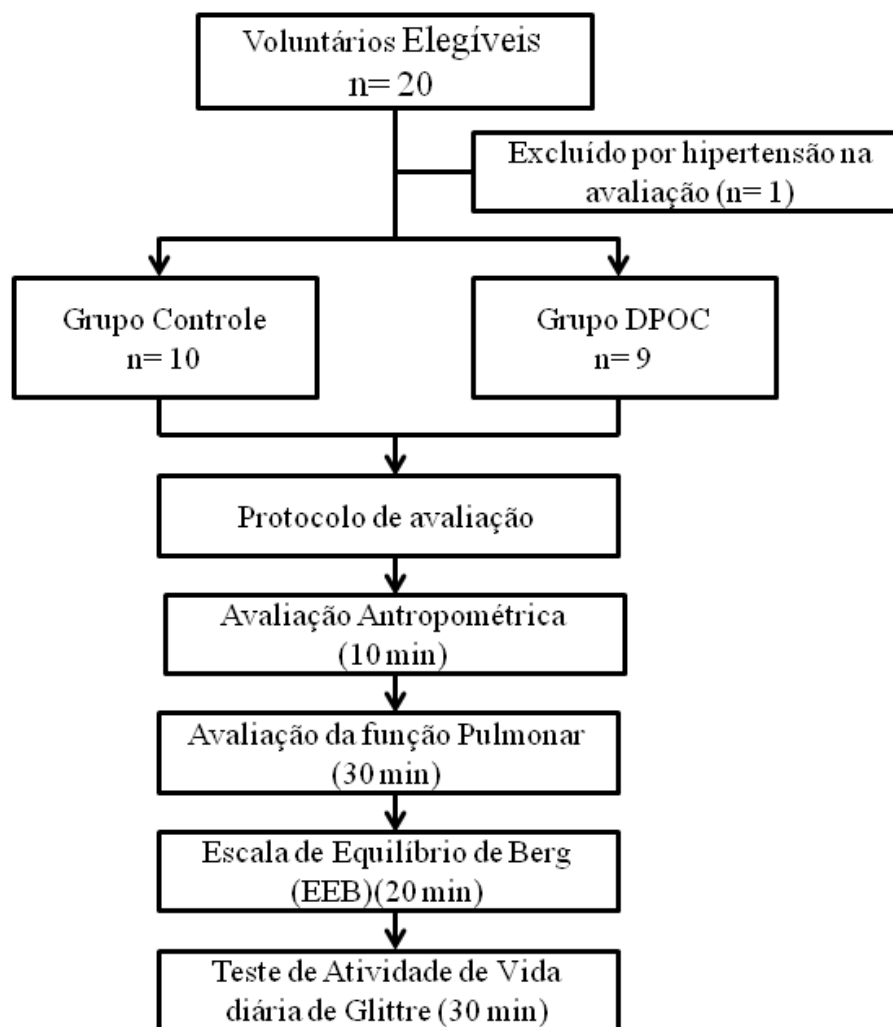 Voluntários Elegíveis
n= 20
Excluído por hipertensão na
avaliação (n= 1)
Grupo Controle
n= 10
Grupo DPOC
n= 9
Protocolo de avaliação
Avaliação Antropométrica
(10 min)
Avaliação da função Pulmonar
(30 min)
Escala de Equilíbrio de Berg
(EEB)(20 min)
Teste de Atividade de Vida
diária de Glittre (30 min)